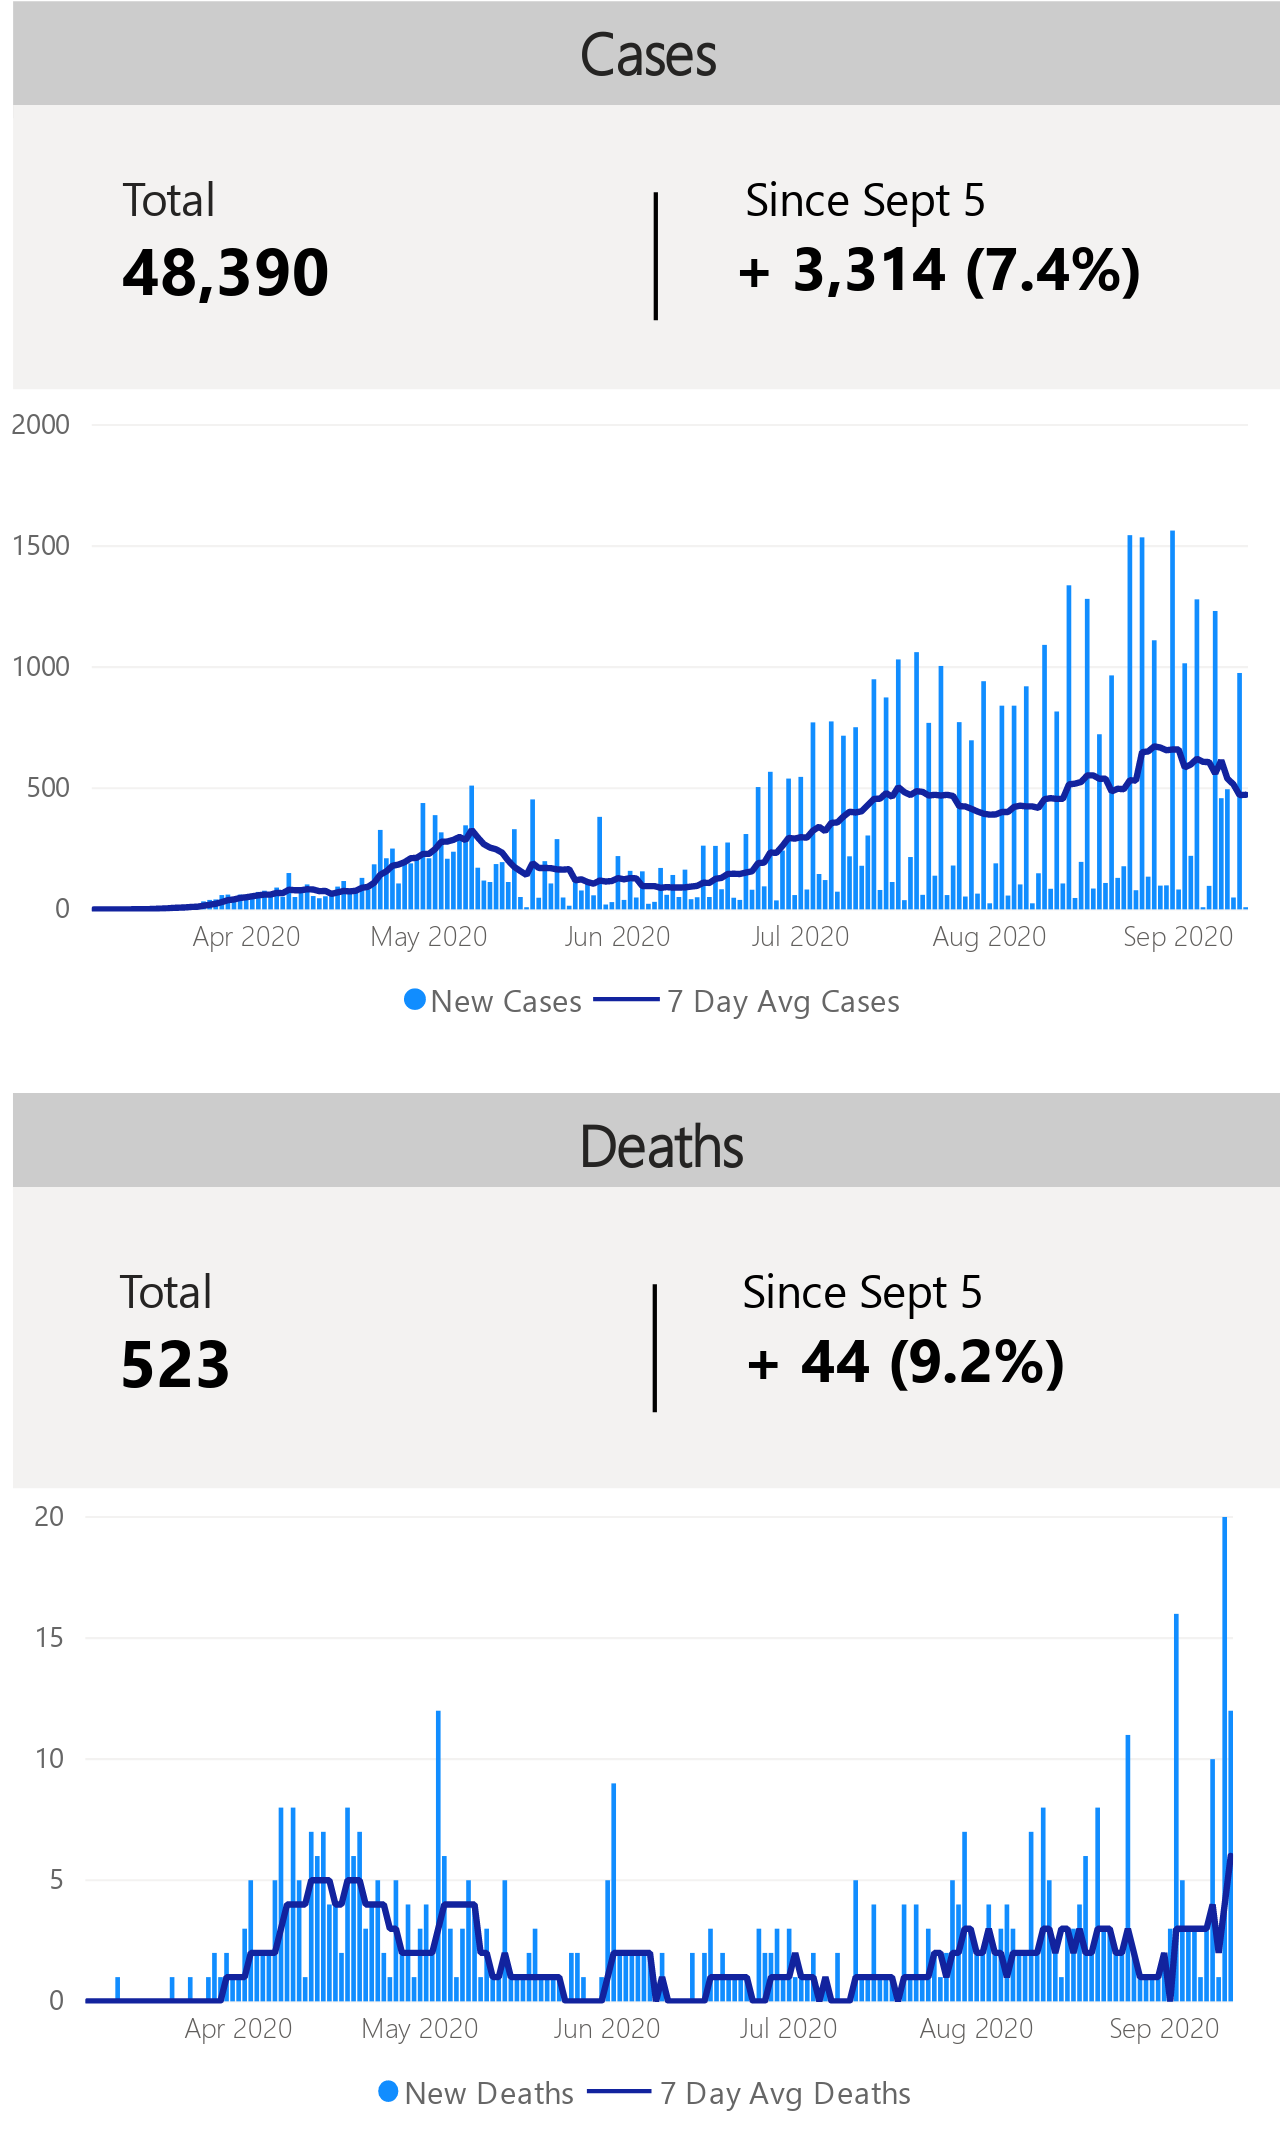 Cases
Total
Since Sept 5
48,390
+ 3,314 (7.4%)
2000
1500
1000
500
0
Apr 2020 May 2020 Jun 2020 Jul 2020 Aug 2020 Sep 2020
New Cases 7 Day Avg Cases
Deaths
Total
Since Sept 5
523
+ 44 (9.2%)
20
15
10
5
0
Apr 2020 May 2020 Jun 2020 Jul 2020 Aug 2020 Sep 2020
New Deaths 7 Day Avg Deaths